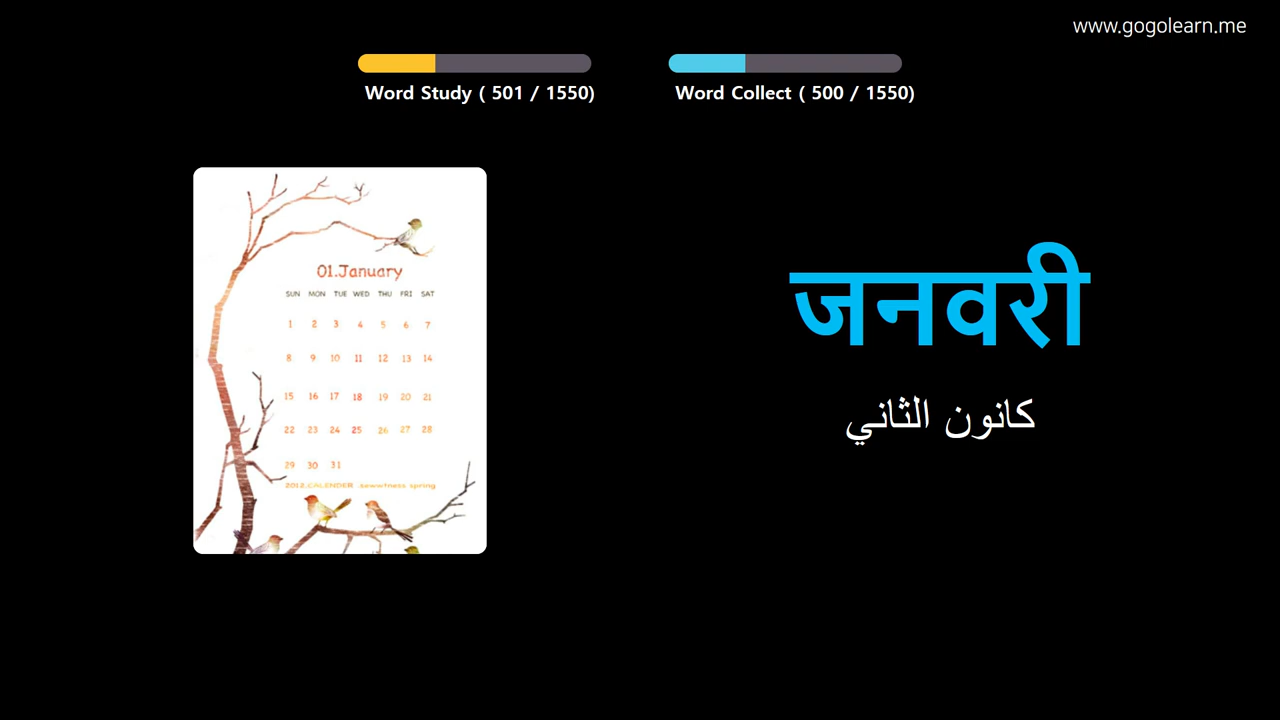 www.gogolearn.me
Word Study ( 501 / 1550)
Word Collect ( 500 / 1550)
01.January
SUN MON TUE WED THU FRI SAT
1 2 3 4 5 6 7
8 9 10 11 12 13 14
15 16 17 18 19 20 21
22 23 24 25 26 27 28
29 30 31
2012 CALENDER
spring
जनवरी
كانون الثاني